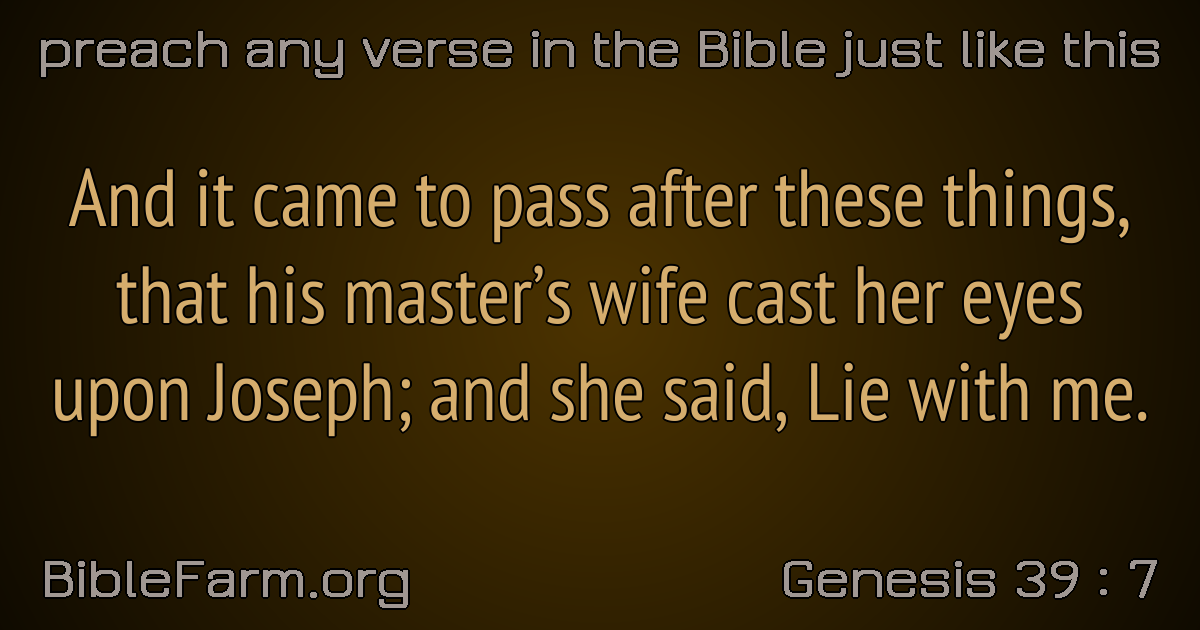 preach any verse in the Bible just like this
And it came to pass after these things,
that his master’s wife cast her eyes
upon Joseph; and she said, Lie with me.
BibleFarm.org
Genesis 39 : 7